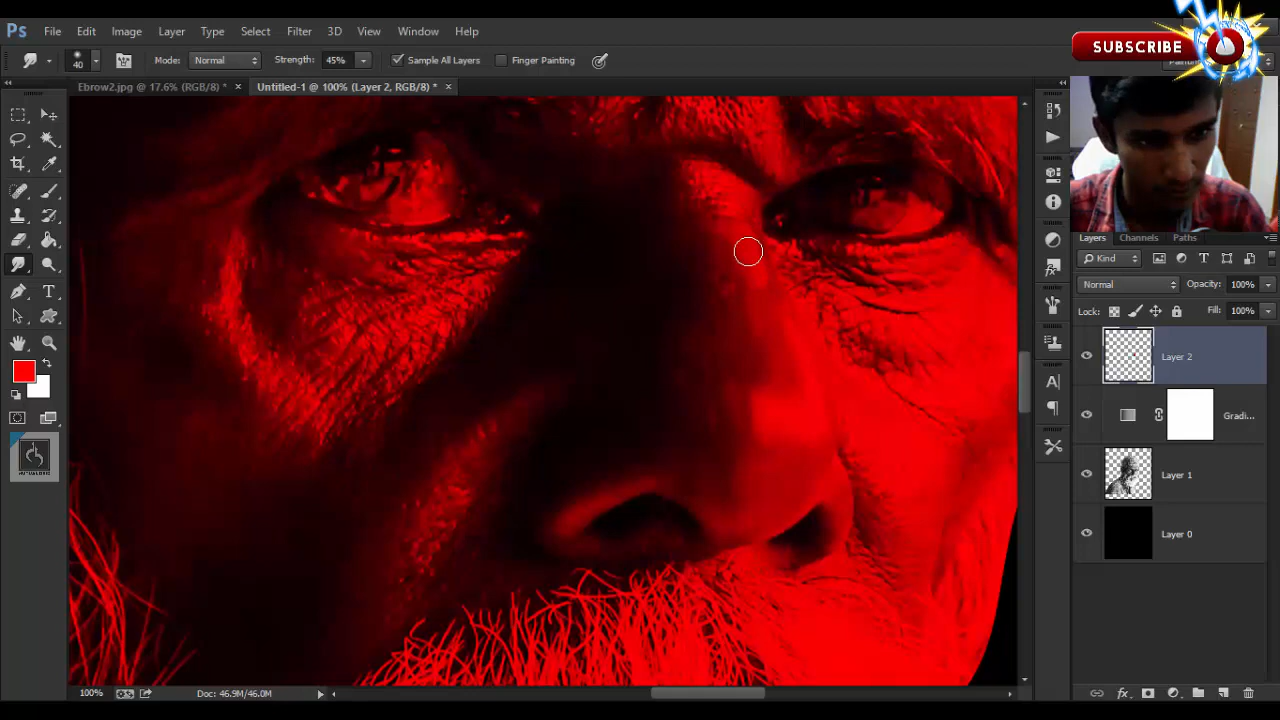 Ps File Edit Image Layer Type Select Filter 3D View Window Help
SUBSCRIBE
40 Mode: Normal Strength: 45% Sample All Layers Finger Painting
Ebrow2.jpg @ 17.6% (RGB/8) * × Untitled-1 @ 100% (Layer 2, RGB/8) * ×
Layers Channels Paths
Kind
Normal Opacity: 100%
Lock: Fill: 100%
Layer 2
Gradi...
Layer 1
Layer 0
100% Doc: 46.9M/46.0M